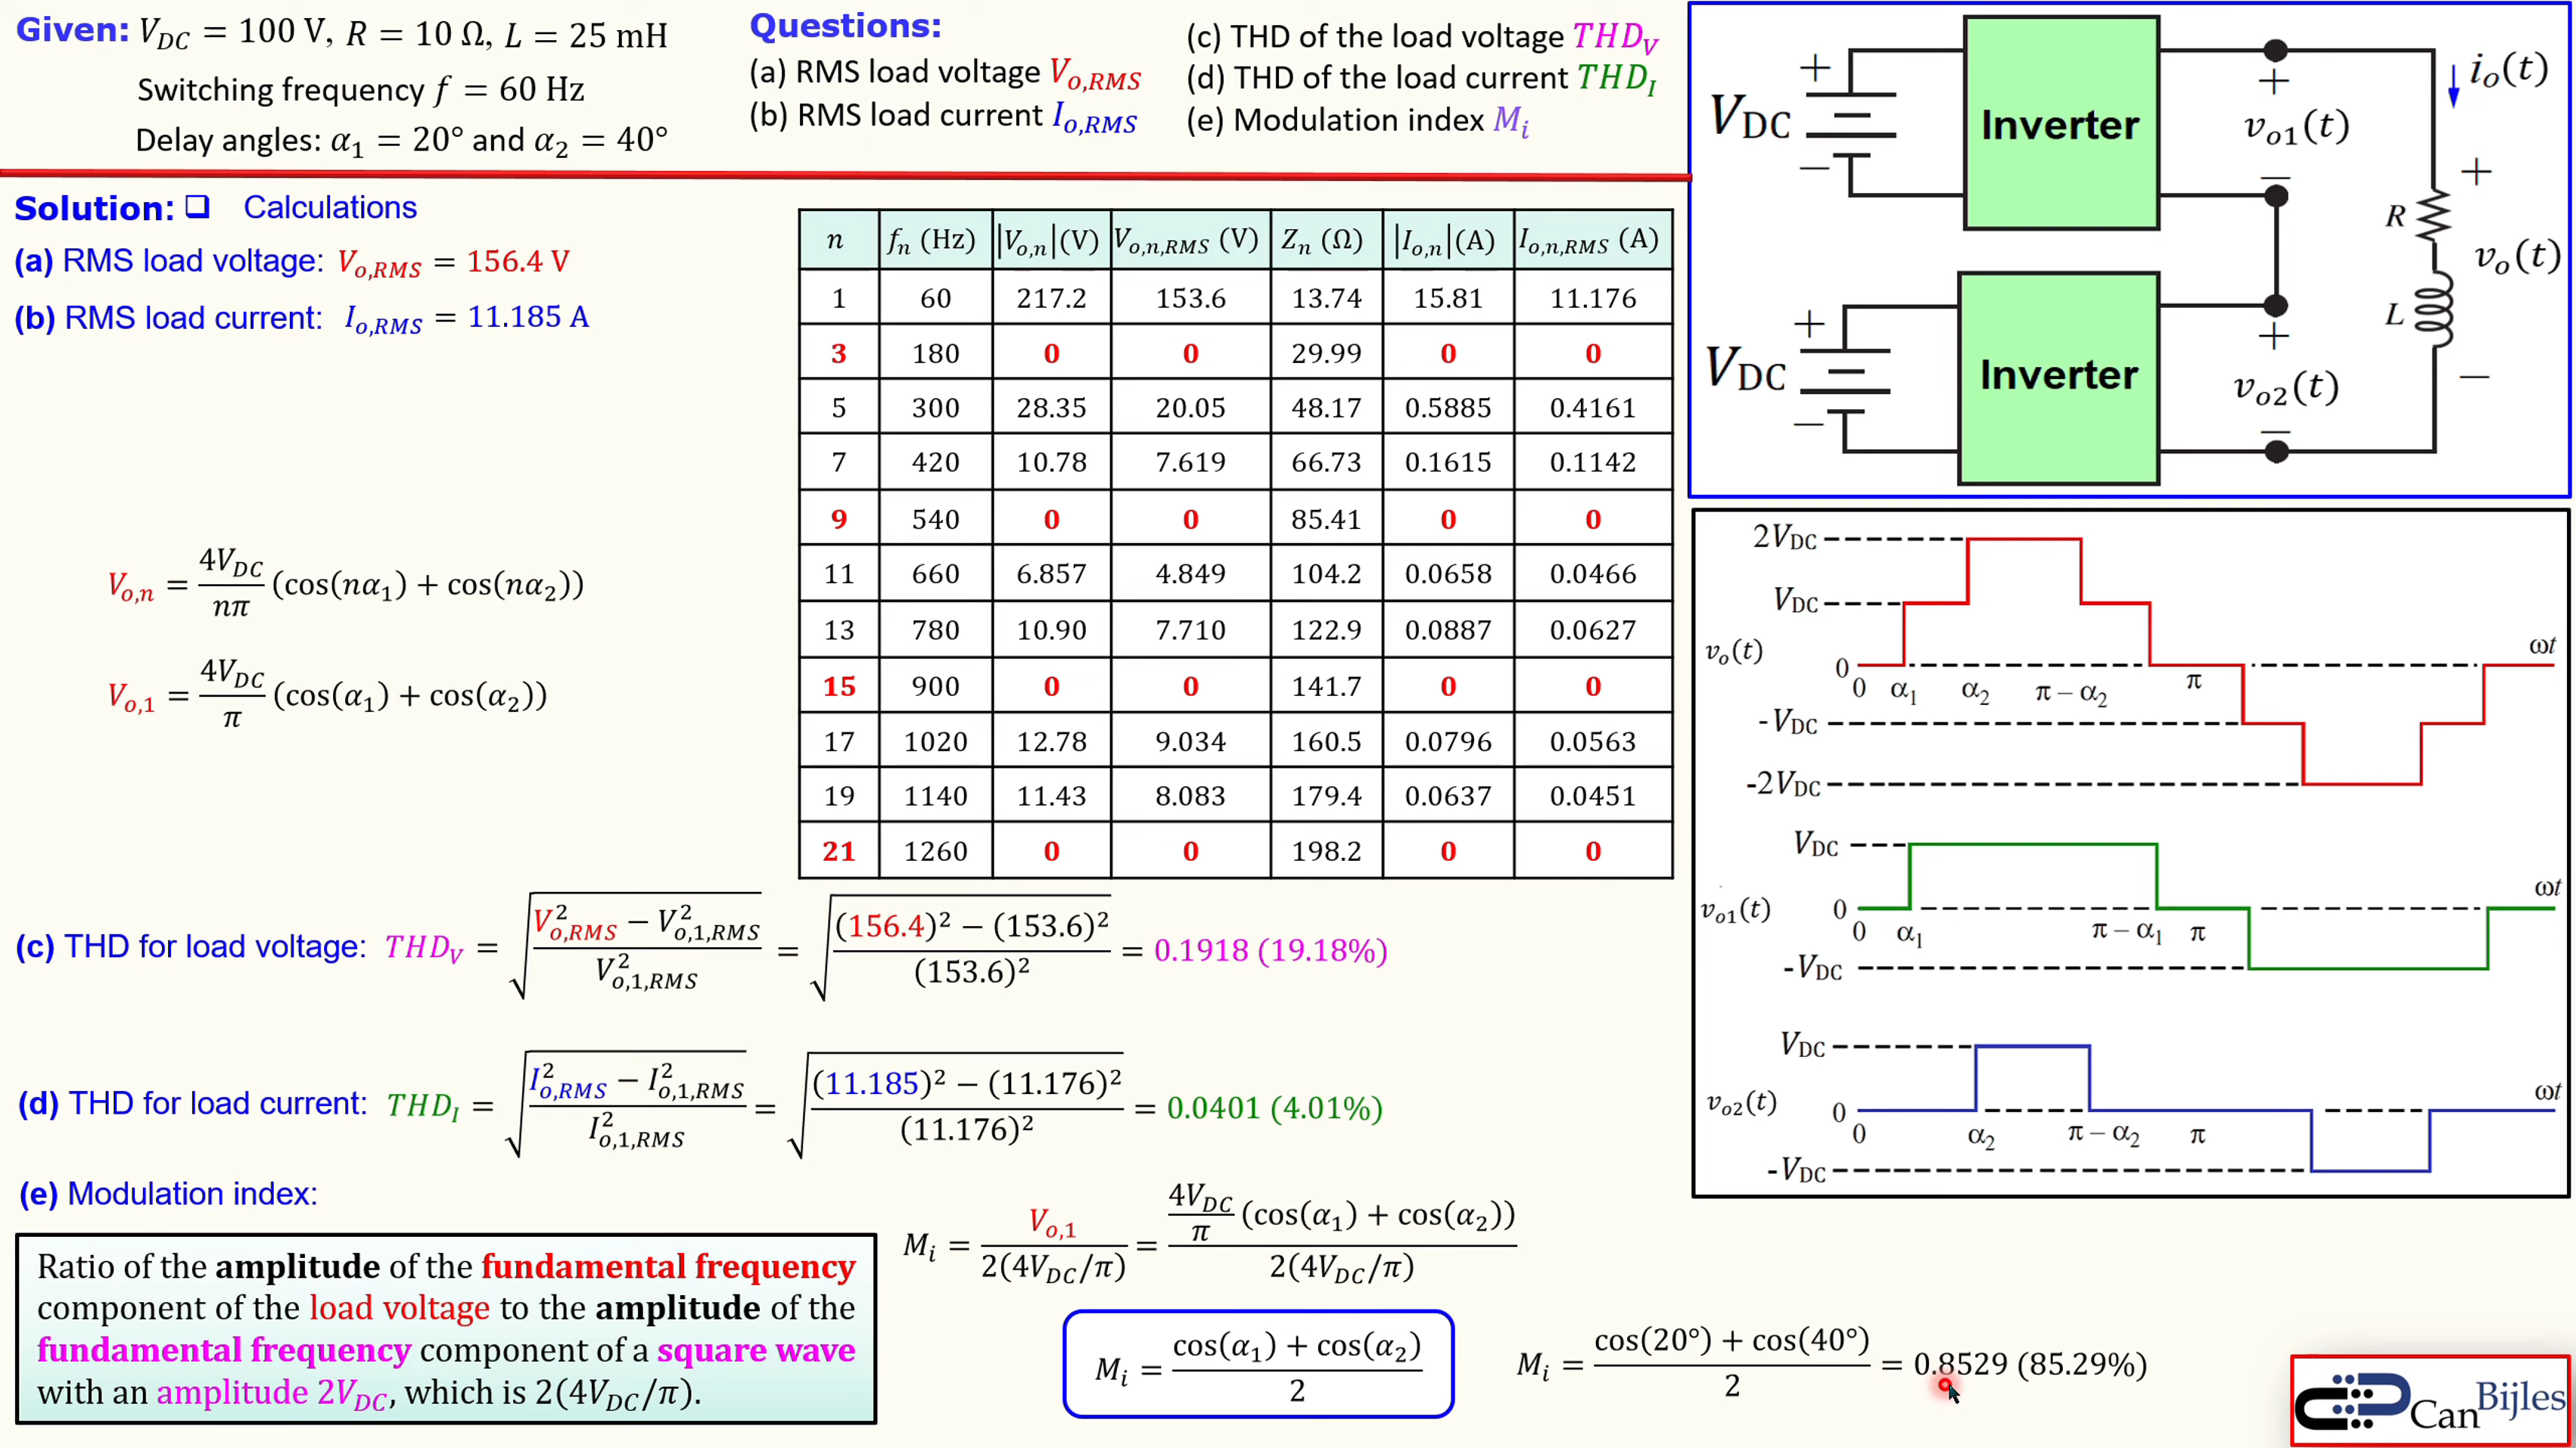 Given: V_DC = 100 V, R = 10 Ω, L = 25 mH
Switching frequency f = 60 Hz
Delay angles: α₁ = 20° and α₂ = 40°
Questions:
(a) RMS load voltage V_o,RMS
(b) RMS load current I_o,RMS
(c) THD of the load voltage THD_V
(d) THD of the load current THD_I
(e) Modulation index M_i
Solution: ❑ Calculations
(a) RMS load voltage: V_o,RMS = 156.4 V
(b) RMS load current: I_o,RMS = 11.185 A
V_o,n = 4V_DC/nπ (cos(nα₁) + cos(nα₂))
V_o,1 = 4V_DC/π (cos(α₁) + cos(α₂))
n f_n (Hz) |V_o,n|(V) V_o,n,RMS (V) Z_n (Ω) |I_o,n|(A) I_o,n,RMS (A)
1 60 217.2 153.6 13.74 15.81 11.176
3 180 0 0 29.99 0 0
5 300 28.35 20.05 48.17 0.5885 0.4161
7 420 10.78 7.619 66.73 0.1615 0.1142
9 540 0 0 85.41 0 0
11 660 6.857 4.849 104.2 0.0658 0.0466
13 780 10.90 7.710 122.9 0.0887 0.0627
15 900 0 0 141.7 0 0
17 1020 12.78 9.034 160.5 0.0796 0.0563
19 1140 11.43 8.083 179.4 0.0637 0.0451
21 1260 0 0 198.2 0 0
(c) THD for load voltage: THD_V = √((V²_o,RMS − V²_o,1,RMS)/V²_o,1,RMS) = √(((156.4)² − (153.6)²)/(153.6)²) = 0.1918 (19.18%)
(d) THD for load current: THD_I = √((I²_o,RMS − I²_o,1,RMS)/I²_o,1,RMS) = √(((11.185)² − (11.176)²)/(11.176)²) = 0.0401 (4.01%)
(e) Modulation index:
Ratio of the amplitude of the fundamental frequency
component of the load voltage to the amplitude of the
fundamental frequency component of a square wave
with an amplitude 2V_DC, which is 2(4V_DC/π).
M_i = V_o,1/2(4V_DC/π) = 4V_DC/π (cos(α₁) + cos(α₂))/2(4V_DC/π)
M_i = (cos(α₁) + cos(α₂))/2
M_i = (cos(20°) + cos(40°))/2 = 0.8529 (85.29%)
V_DC + −
Inverter
+ v_o1(t) −
i_o(t)
+ R v_o(t) L −
V_DC + −
Inverter
+ v_o2(t) −
2V_DC
V_DC
v_o(t) 0 ωt
0 α₁ α₂ π − α₂ π
-V_DC
-2V_DC
V_DC
v_o1(t) 0 ωt
0 α₁ π − α₁ π
-V_DC
V_DC
v_o2(t) 0 ωt
0 α₂ π − α₂ π
-V_DC
CanBijles